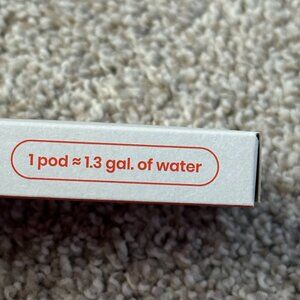 1 pod ≈ 1.3 gal. of water